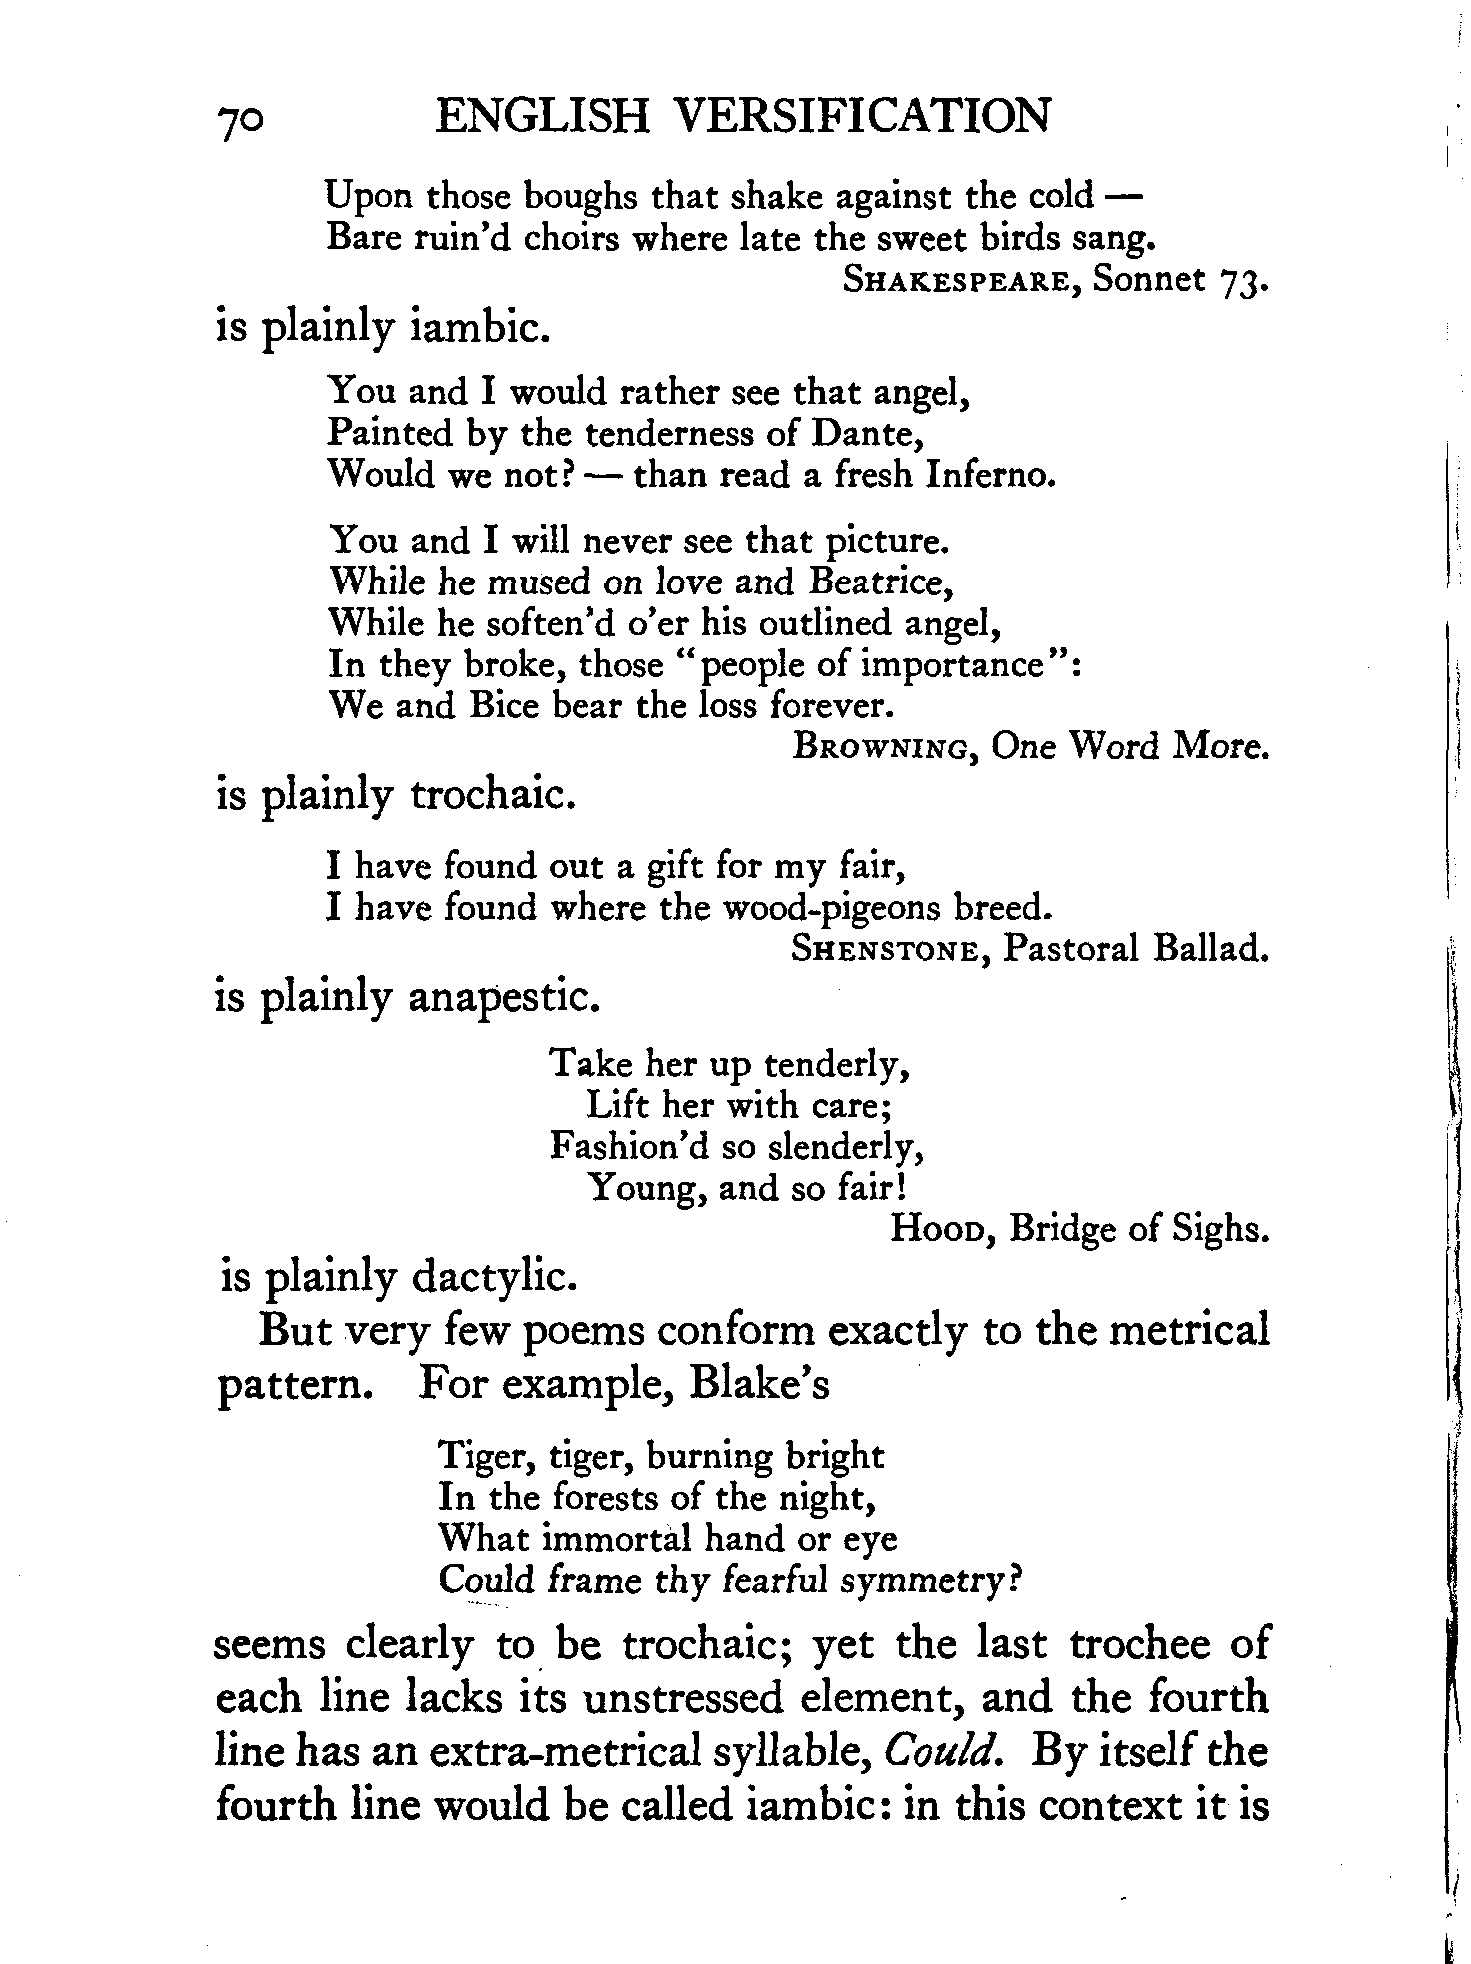 70 ENGLISH VERSIFICATION
Upon those boughs that shake against the cold —
Bare ruin'd choirs where late the sweet birds sang.
SHAKESPEARE, Sonnet 73.
is plainly iambic.
You and I would rather see that angel,
Painted by the tenderness of Dante,
Would we not? — than read a fresh Inferno.
You and I will never see that picture.
While he mused on love and Beatrice,
While he soften'd o'er his outlined angel,
In they broke, those "people of importance":
We and Bice bear the loss forever.
BROWNING, One Word More.
is plainly trochaic.
I have found out a gift for my fair,
I have found where the wood-pigeons breed.
SHENSTONE, Pastoral Ballad.
is plainly anapestic.
Take her up tenderly,
Lift her with care;
Fashion'd so slenderly,
Young, and so fair!
HOOD, Bridge of Sighs.
is plainly dactylic.
But very few poems conform exactly to the metrical
pattern. For example, Blake's
Tiger, tiger, burning bright
In the forests of the night,
What immortal hand or eye
Could frame thy fearful symmetry?
seems clearly to be trochaic; yet the last trochee of
each line lacks its unstressed element, and the fourth
line has an extra-metrical syllable, Could. By itself the
fourth line would be called iambic: in this context it is